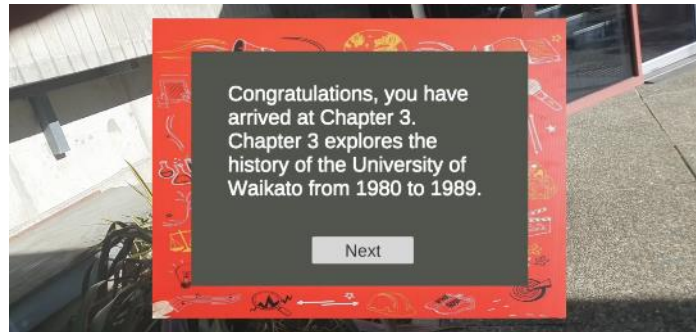 Congratulations, you have
arrived at Chapter 3.
Chapter 3 explores the
history of the University of
Waikato from 1980 to 1989.
Next